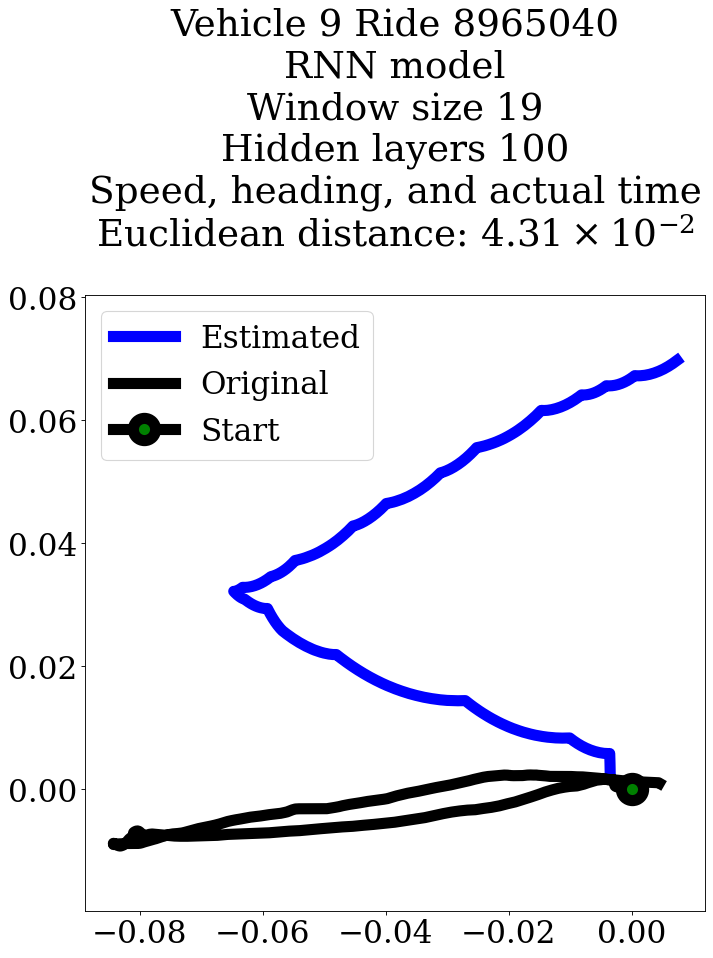 Vehicle 9 Ride 8965040
RNN model
Window size 19
Hidden layers 100
Speed, heading, and actual time
Euclidean distance: 4.31 × 10⁻²
0.08
0.06
0.04
0.02
0.00
Estimated
Original
Start
−0.08 −0.06 −0.04 −0.02 0.00